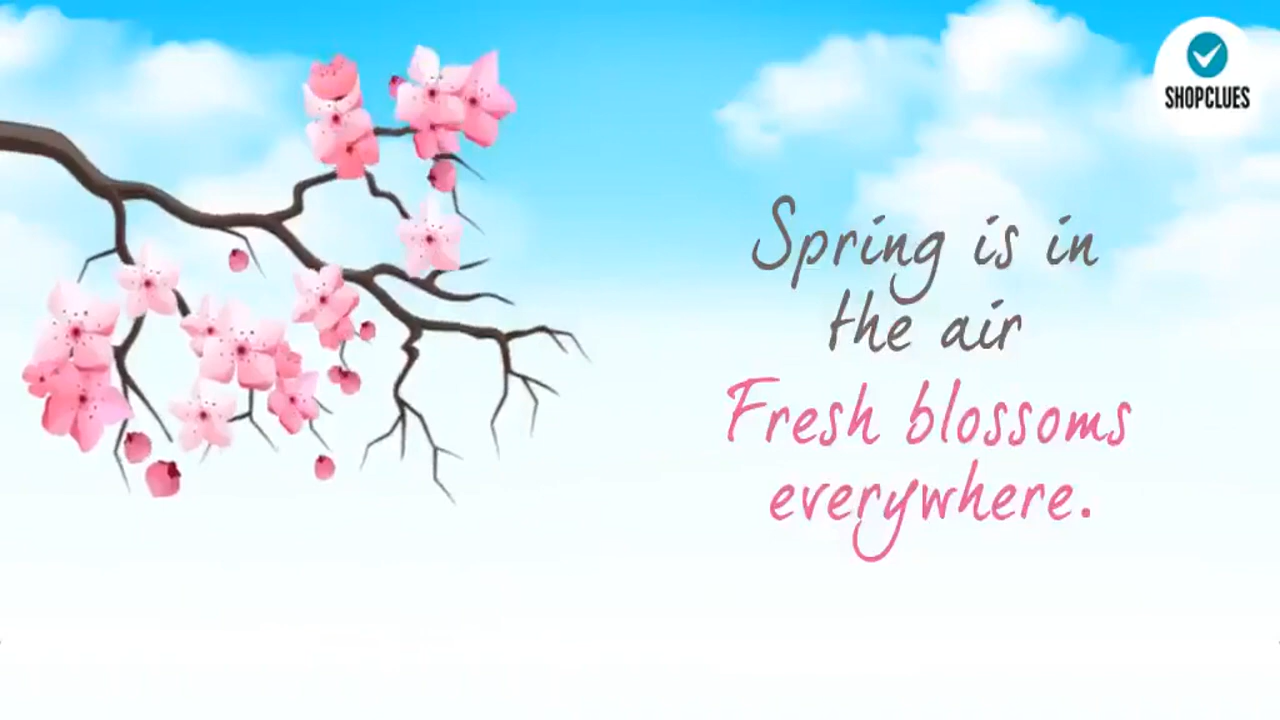 SHOPCLUES
Spring is in
the air
Fresh blossoms
everywhere.